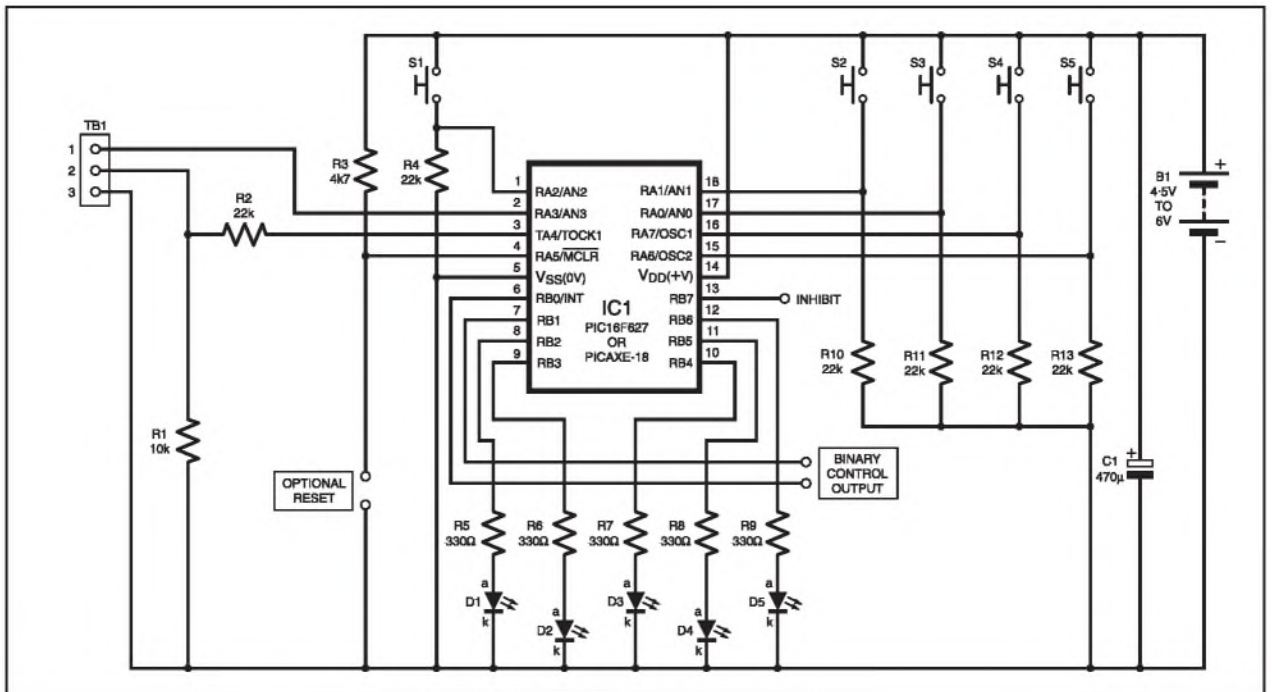 S1
S2
S3
S4
S5
TB1
1
2
3
R3
4k7
R4
22k
R2
22k
1
RA2/AN2
2
RA3/AN3
3
TA4/TOCK1
4
RA5/MCLR
5
VSS(0V)
6
RB0/INT
7
RB1
8
RB2
9
RB3
IC1
PIC16F627
OR
PICAXE-18
RA1/AN1
18
RA0/AN0
17
RA7/OSC1
16
RA6/OSC2
15
VDD(+V)
14
RB7
13
INHIBIT
RB6
12
RB5
11
RB4
10
B1
4·5V
TO
6V
+
−
R10
22k
R11
22k
R12
22k
R13
22k
R1
10k
OPTIONAL
RESET
BINARY
CONTROL
OUTPUT
+
C1
470µ
R5
330Ω
R6
330Ω
R7
330Ω
R8
330Ω
R9
330Ω
a
D1
k
a
D2
k
a
D3
k
a
D4
k
a
D5
k